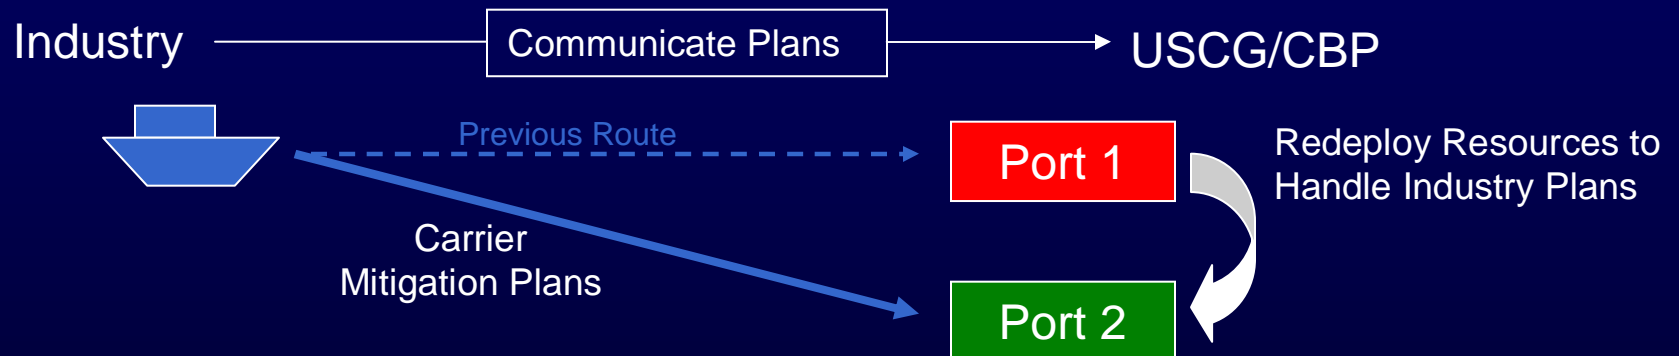 Industry
Communicate Plans
USCG/CBP
Previous Route
Port 1
Redeploy Resources to
Handle Industry Plans
Carrier
Mitigation Plans
Port 2